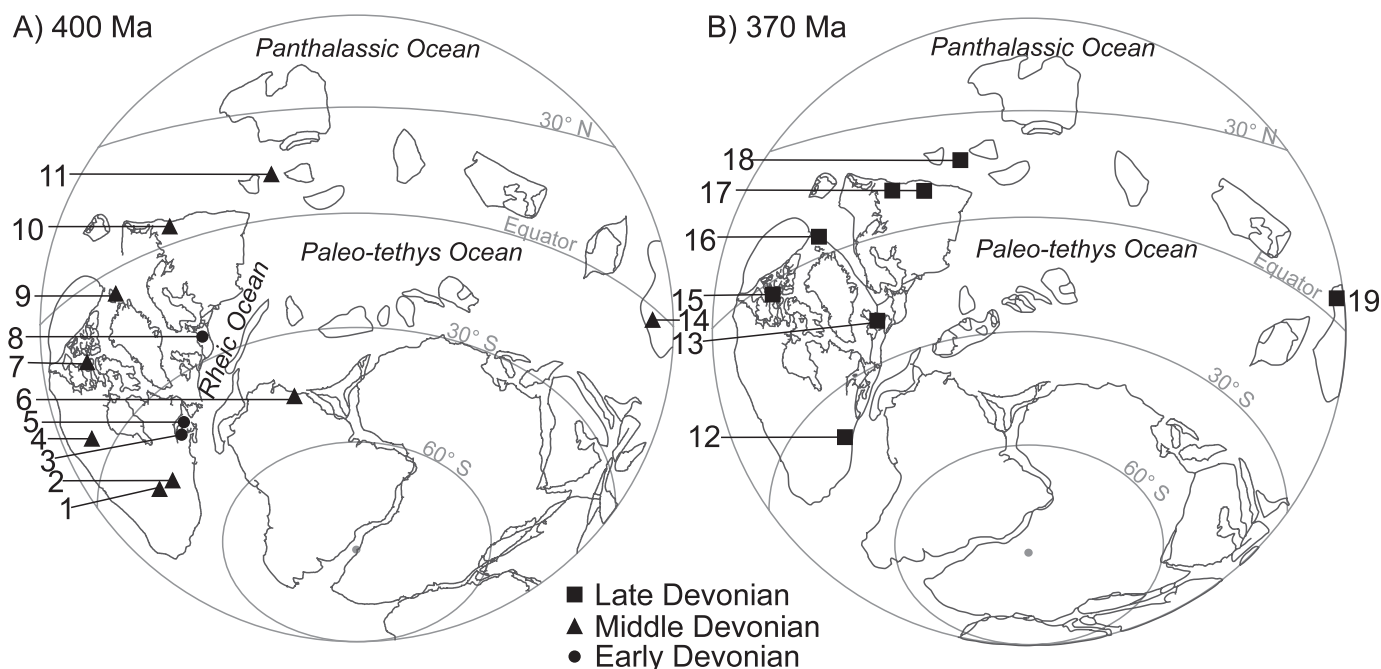 A) 400 Ma
Panthalassic Ocean
30° N
11
10
Equator
Paleo-tethys Ocean
9
Rheic Ocean
14
8
30° S
7
6
5
4
3
60° S
2
1
B) 370 Ma
Panthalassic Ocean
30° N
18
17
16
Paleo-tethys Ocean
Equator
15
19
13
30° S
12
60° S
Late Devonian
Middle Devonian
Early Devonian